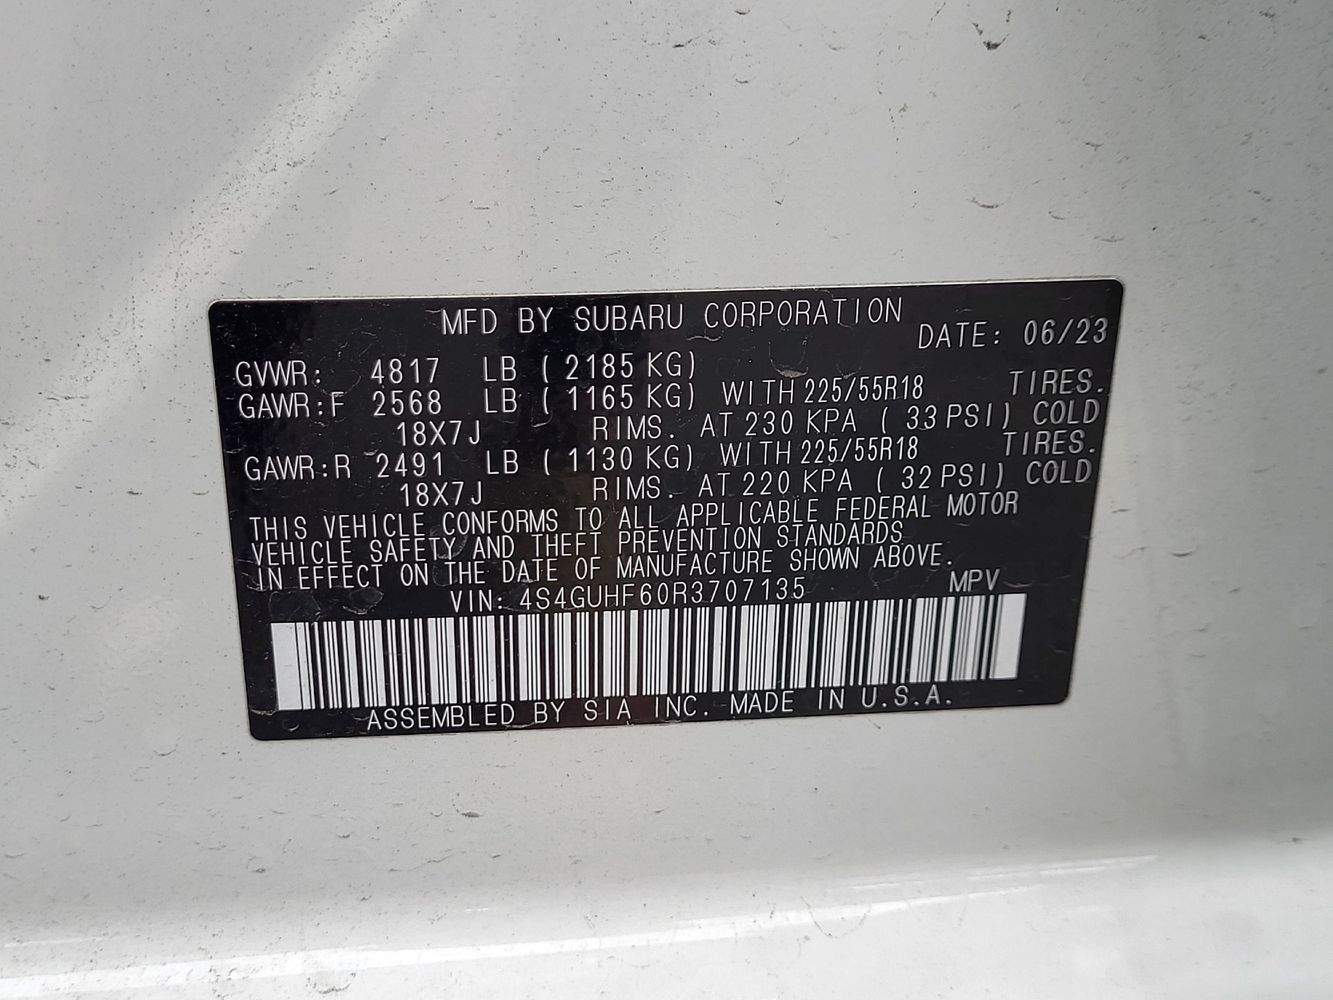 MFD BY SUBARU CORPORATION DATE: 06/23
GVWR: 4817 LB ( 2185 KG)
GAWR:F 2568 LB ( 1165 KG) WITH 225/55R18 TIRES.
18X7J RIMS. AT 230 KPA ( 33 PSI) COLD
GAWR:R 2491 LB ( 1130 KG) WITH 225/55R18 TIRES.
18X7J RIMS. AT 220 KPA ( 32 PSI) COLD
THIS VEHICLE CONFORMS TO ALL APPLICABLE FEDERAL MOTOR
VEHICLE SAFETY AND THEFT PREVENTION STANDARDS
IN EFFECT ON THE DATE OF MANUFACTURE SHOWN ABOVE.
VIN: 4S4GUHF60R3707135 MPV
ASSEMBLED BY SIA INC. MADE IN U.S.A.